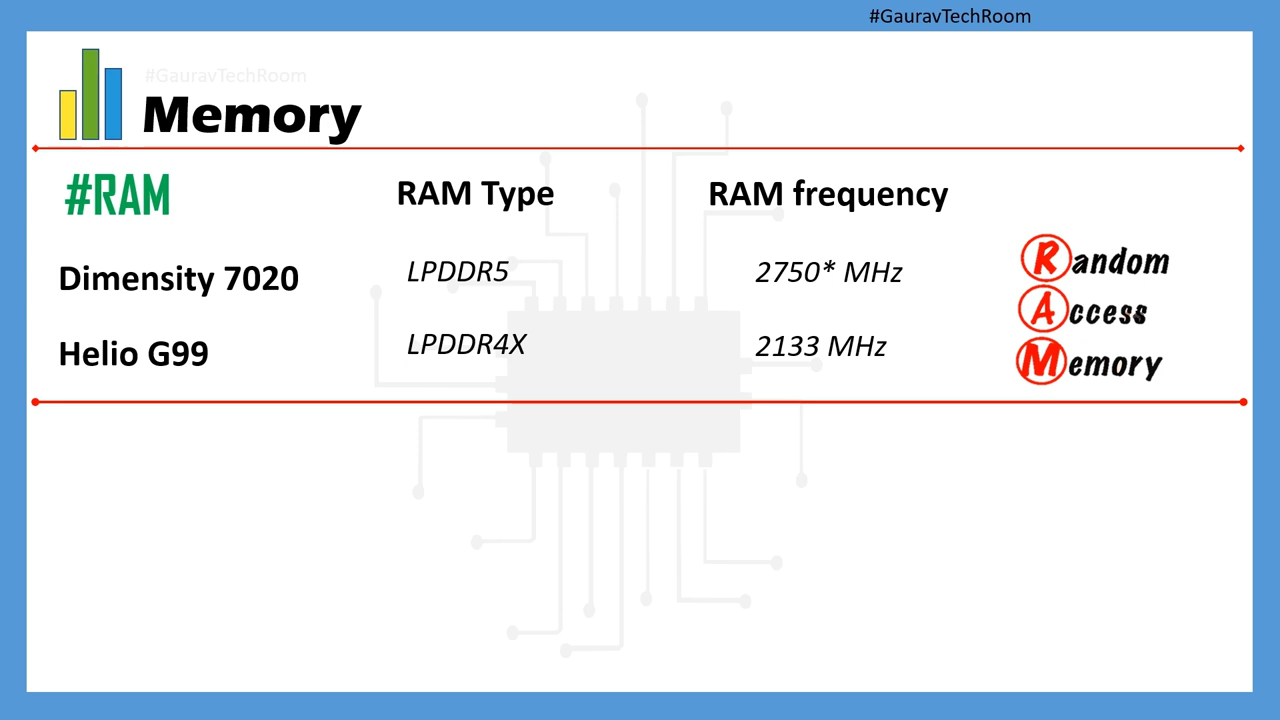 #GauravTechRoom
#GauravTechRoom
Memory
#RAM RAM Type RAM frequency
Dimensity 7020 LPDDR5 2750* MHz
Helio G99 LPDDR4X 2133 MHz
Random
Access
Memory